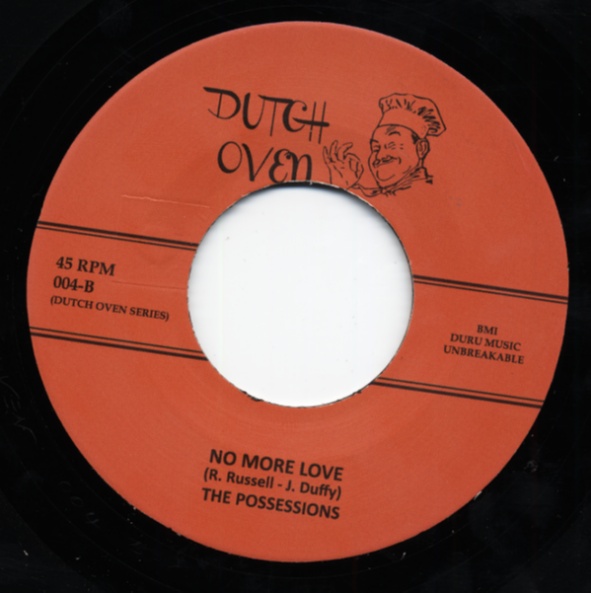 DUTCH
OVEN
45 RPM
004-B
(DUTCH OVEN SERIES)
BMI
DURU MUSIC
UNBREAKABLE
NO MORE LOVE
(R. Russell - J. Duffy)
THE POSSESSIONS